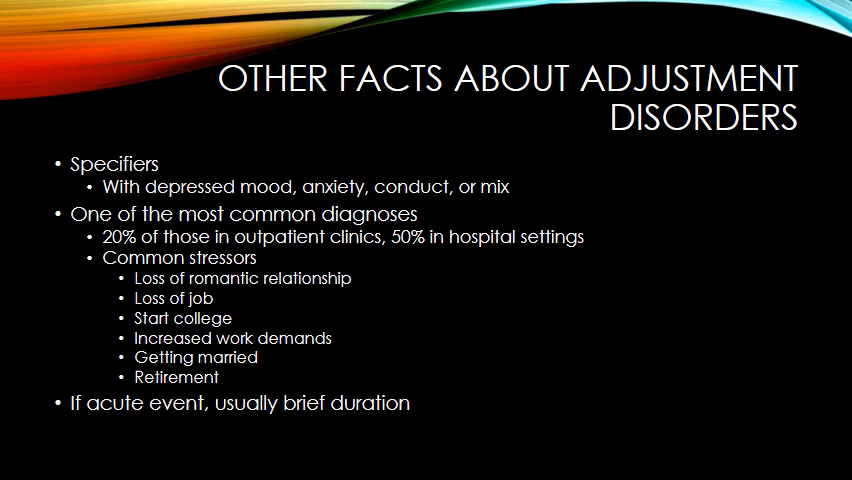 OTHER FACTS ABOUT ADJUSTMENT
DISORDERS
• Specifiers
• With depressed mood, anxiety, conduct, or mix
• One of the most common diagnoses
• 20% of those in outpatient clinics, 50% in hospital settings
• Common stressors
• Loss of romantic relationship
• Loss of job
• Start college
• Increased work demands
• Getting married
• Retirement
• If acute event, usually brief duration